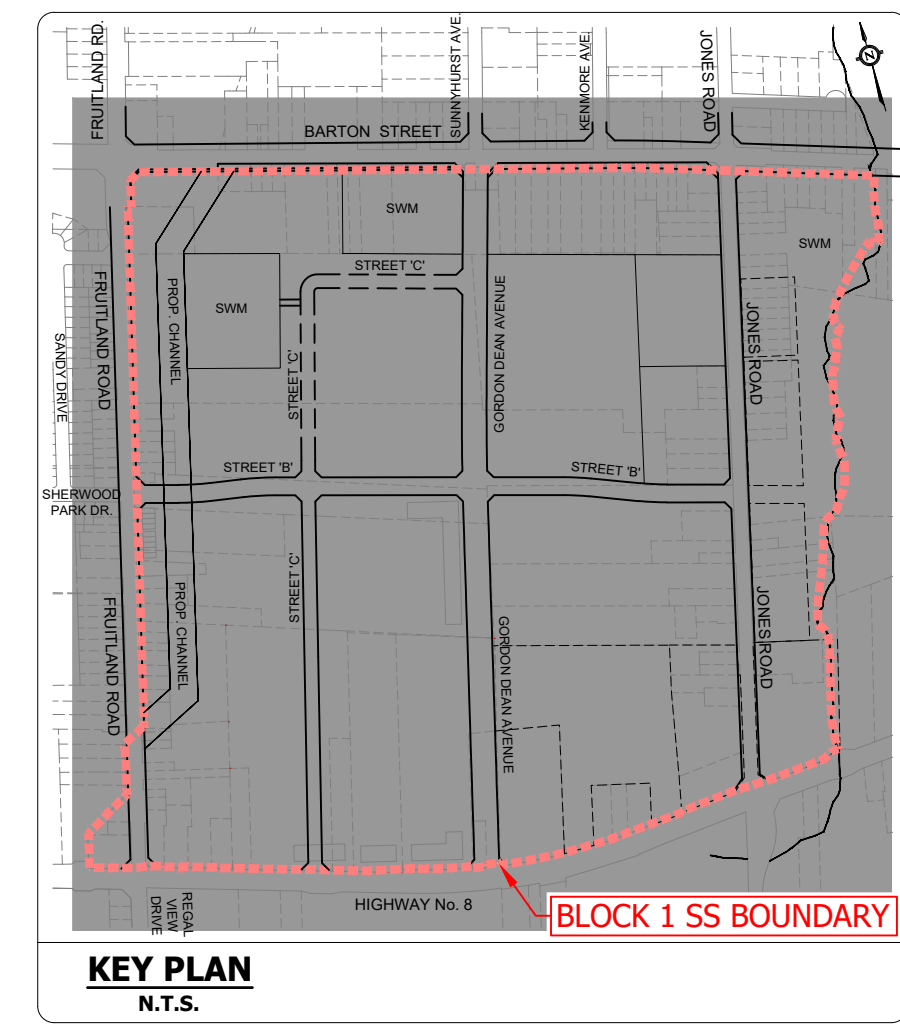 FRUITLAND RD.
SUNNYHURST AVE.
KENMORE AVE.
JONES ROAD
Z
BARTON STREET
SWM
SWM
STREET 'C'
SWM
FRUITLAND ROAD
PROP. CHANNEL
SANDY DRIVE
STREET 'C'
GORDON DEAN AVENUE
JONES ROAD
STREET 'B'
STREET 'B'
SHERWOOD
PARK DR.
STREET 'C'
PROP. CHANNEL
FRUITLAND ROAD
GORDON DEAN AVENUE
JONES ROAD
REGAL
VIEW
DRIVE
HIGHWAY No. 8
BLOCK 1 SS BOUNDARY
KEY PLAN
N.T.S.